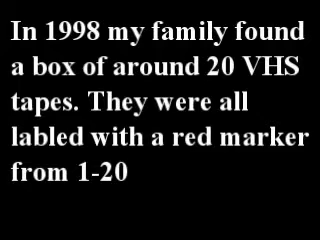 In 1998 my family found
a box of around 20 VHS
tapes. They were all
labled with a red marker
from 1-20